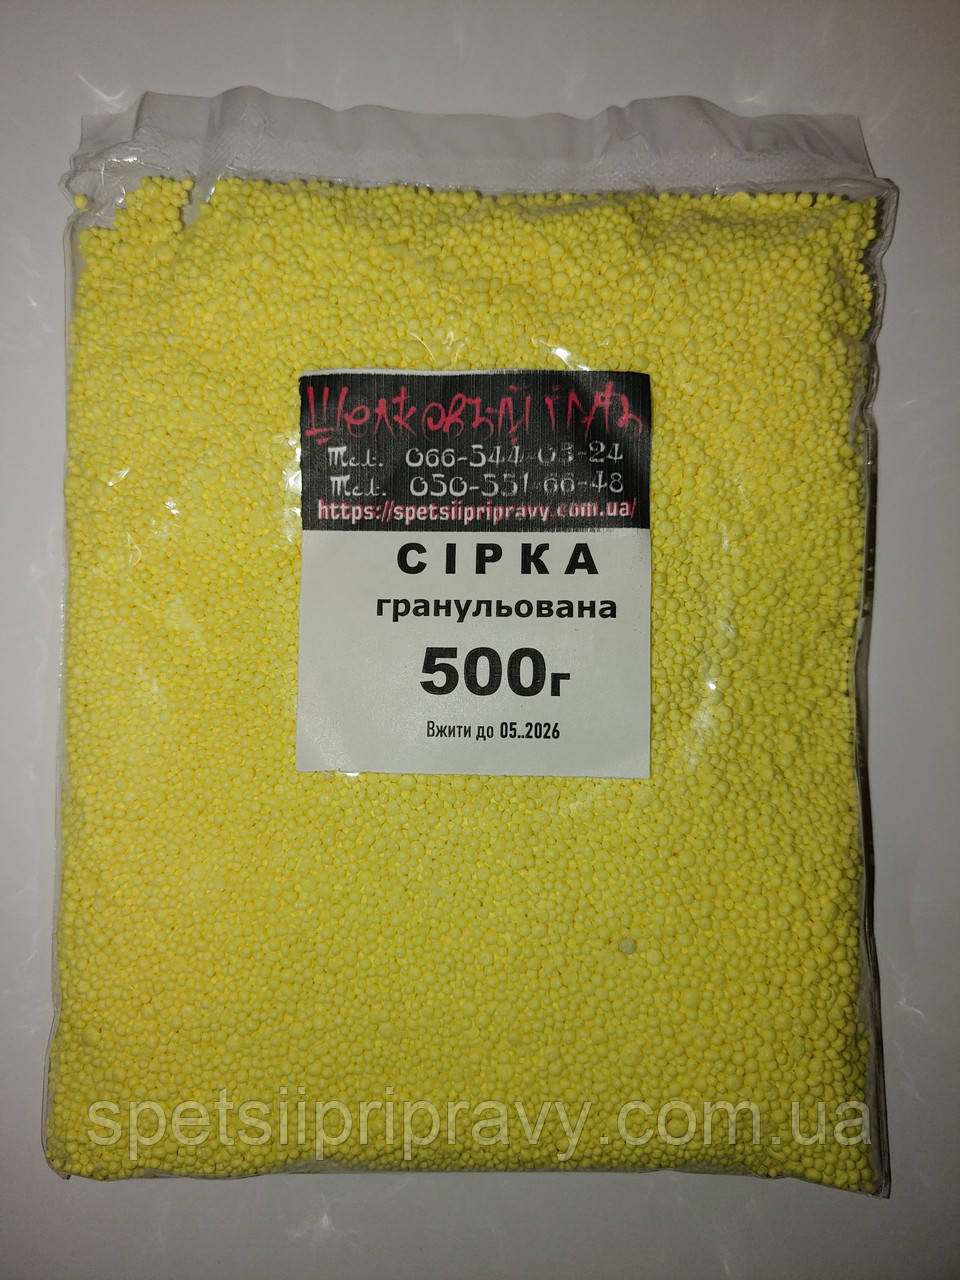 Шелковый путь
Тел. 066-544-03-24
Тел. 050-551-66-48
https://spetsiipripravy.com.ua/
СІРКА
гранульована
500г
Вжити до 05..2026
spetsiipripravy.com.ua